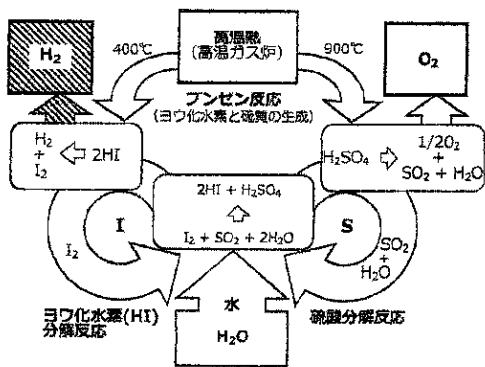 H₂
400℃
高温熱
(高温ガス炉)
900℃
O₂
ブンゼン反応
(ヨウ化水素と硫酸の生成)
H₂
+
I₂
2HI
H₂SO₄
1/2O₂
+
SO₂ + H₂O
2HI + H₂SO₄
I₂ + SO₂ + 2H₂O
I
S
I₂
SO₂
+
H₂O
ヨウ化水素(HI)
分解反応
水
H₂O
硫酸分解反応